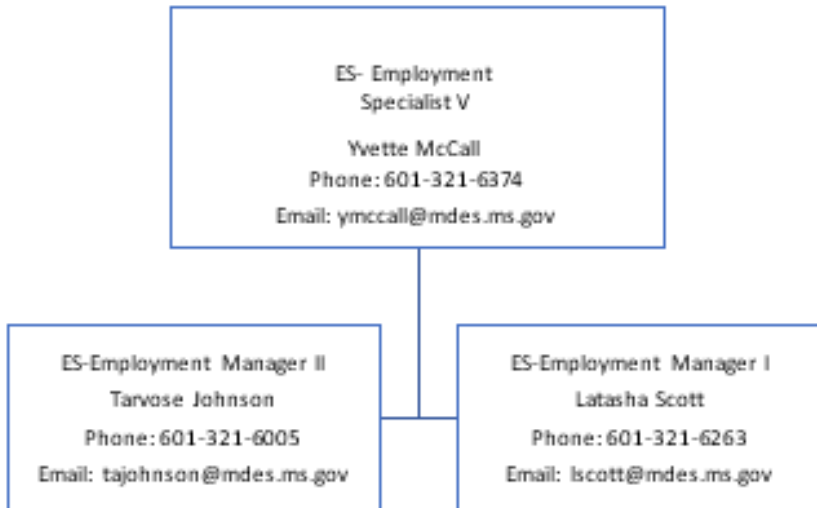 ES- Employment
Specialist V
Yvette McCall
Phone: 601-321-6374
Email: ymccall@mdes.ms.gov
ES-Employment Manager II
Tarvose Johnson
Phone: 601-321-6005
Email: tajohnson@mdes.ms.gov
ES-Employment Manager I
Latasha Scott
Phone: 601-321-6263
Email: lscott@mdes.ms.gov